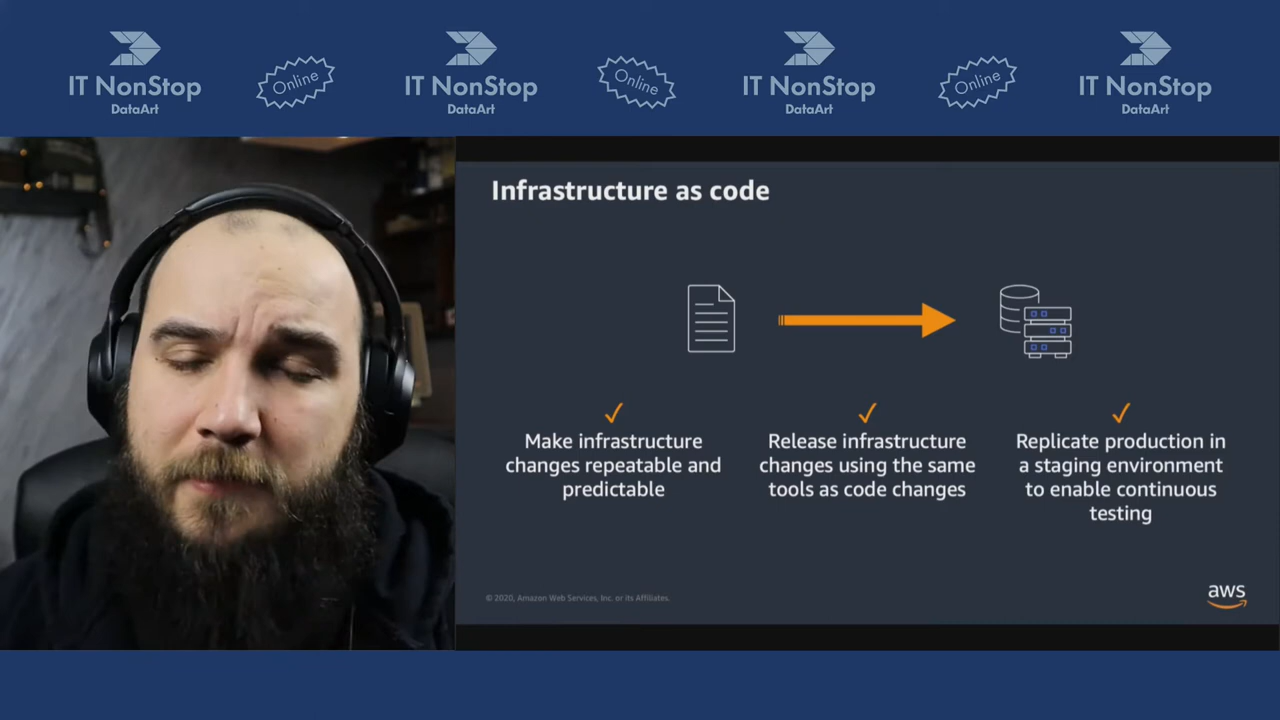 IT NonStop
DataArt
Online
IT NonStop
DataArt
Online
IT NonStop
DataArt
Online
IT NonStop
DataArt
Infrastructure as code
✓
Make infrastructure
changes repeatable and
predictable
✓
Release infrastructure
changes using the same
tools as code changes
✓
Replicate production in
a staging environment
to enable continuous
testing
© 2020, Amazon Web Services, Inc. or its Affiliates.
aws